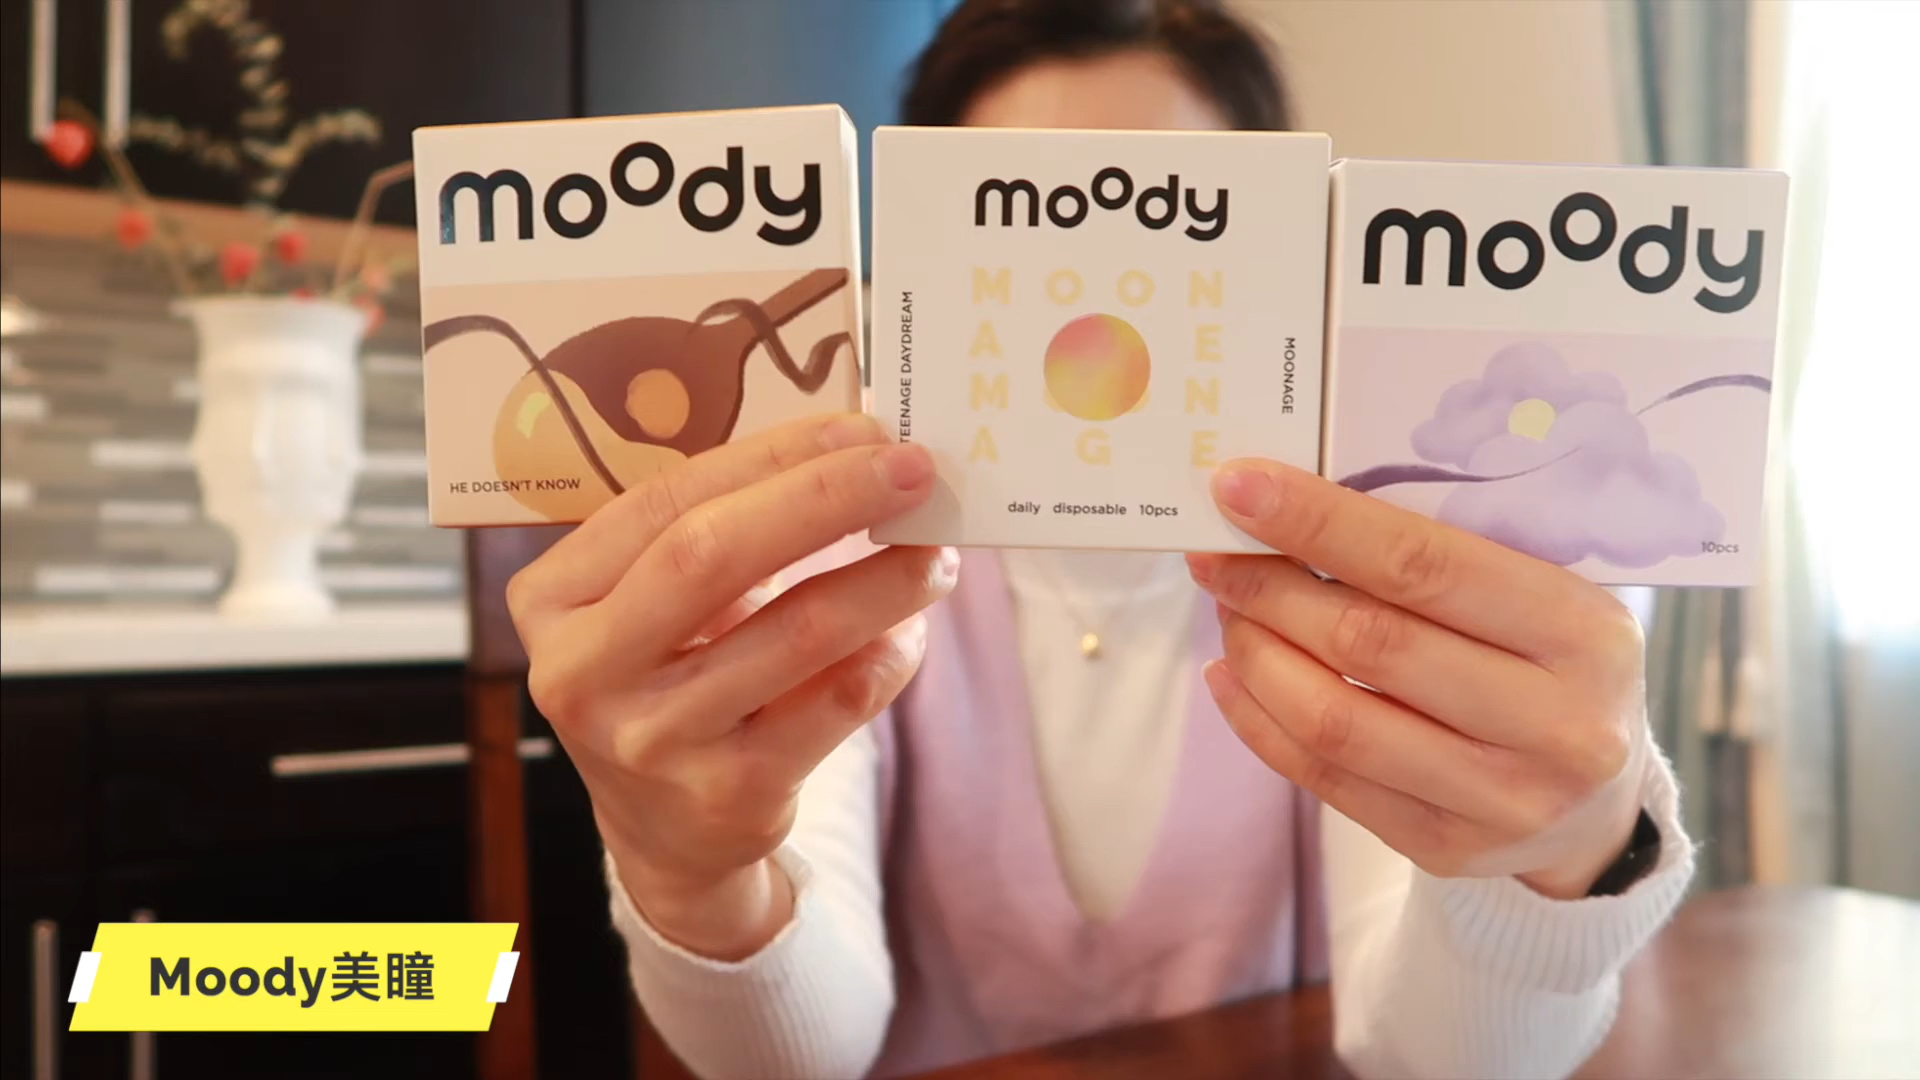 moody
HE DOESN'T KNOW
moody
MOON
A E
M N
A G E
TEENAGE DAYDREAM
MOONAGE
daily disposable 10pcs
moody
10pcs
Moody美瞳